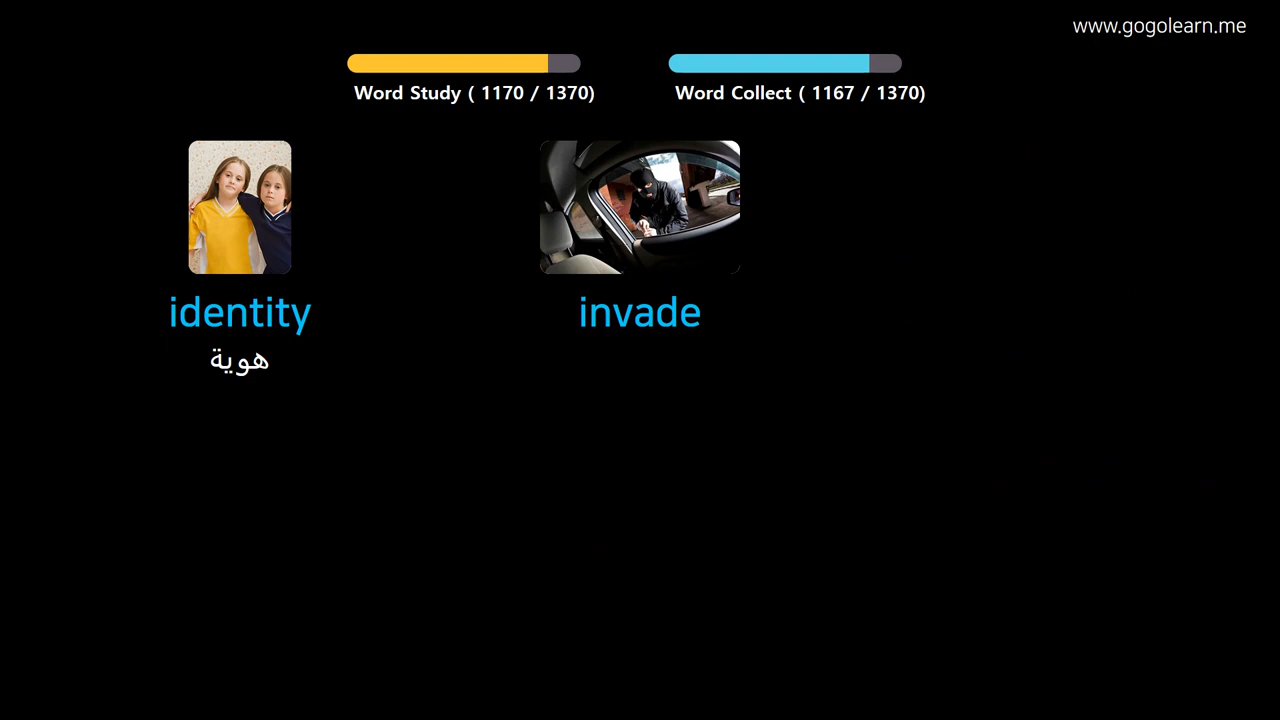 www.gogolearn.me
Word Study ( 1170 / 1370)
Word Collect ( 1167 / 1370)
identity
هوية
invade